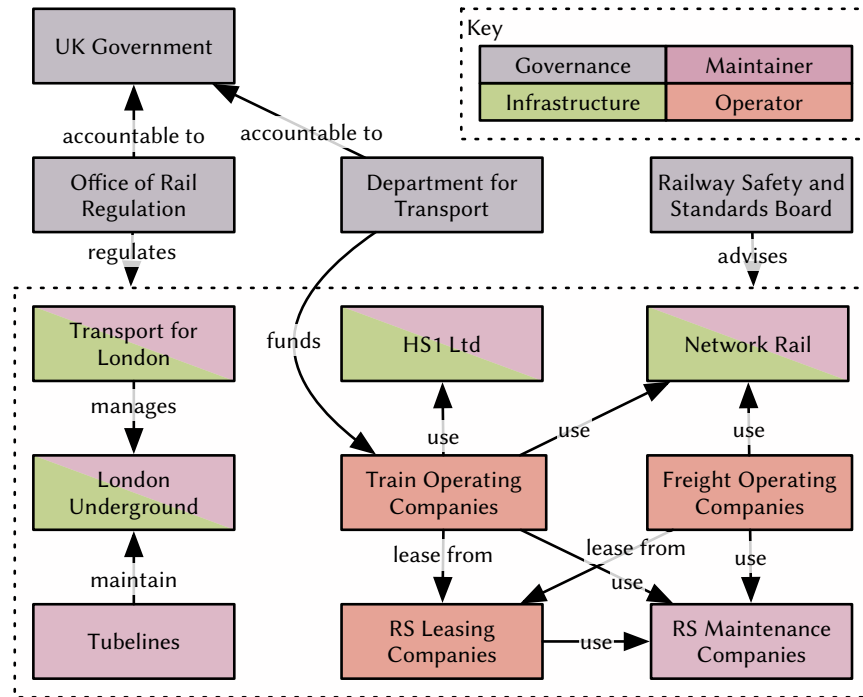 UK Government
Key
Governance
Maintainer
Infrastructure
Operator
accountable to
accountable to
Office of Rail
Regulation
Department for
Transport
Railway Safety and
Standards Board
regulates
advises
Transport for
London
funds
HS1 Ltd
Network Rail
manages
use
use
use
London
Underground
Train Operating
Companies
Freight Operating
Companies
maintain
lease from
lease from
use
use
Tubelines
RS Leasing
Companies
use
RS Maintenance
Companies